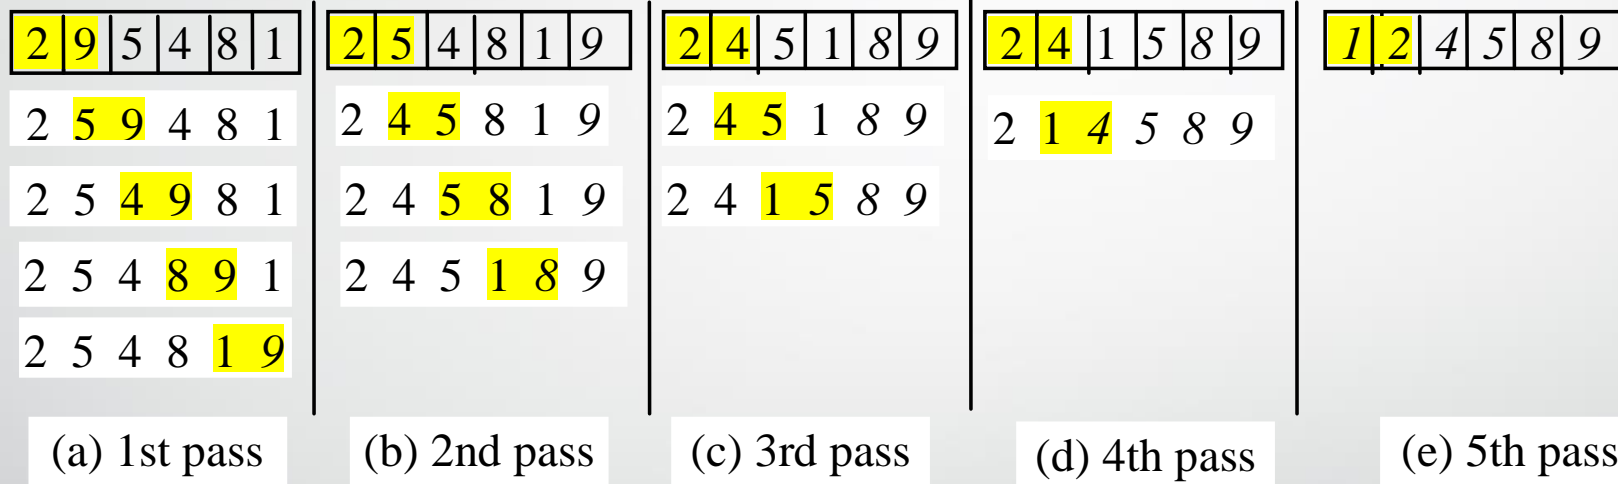 2 9 5 4 8 1
2 5 9 4 8 1
2 5 4 9 8 1
2 5 4 8 9 1
2 5 4 8 1 9
(a) 1st pass
2 5 4 8 1 9
2 4 5 8 1 9
2 4 5 8 1 9
2 4 5 1 8 9
(b) 2nd pass
2 4 5 1 8 9
2 4 5 1 8 9
2 4 1 5 8 9
(c) 3rd pass
2 4 1 5 8 9
2 1 4 5 8 9
(d) 4th pass
1 2 4 5 8 9
(e) 5th pass